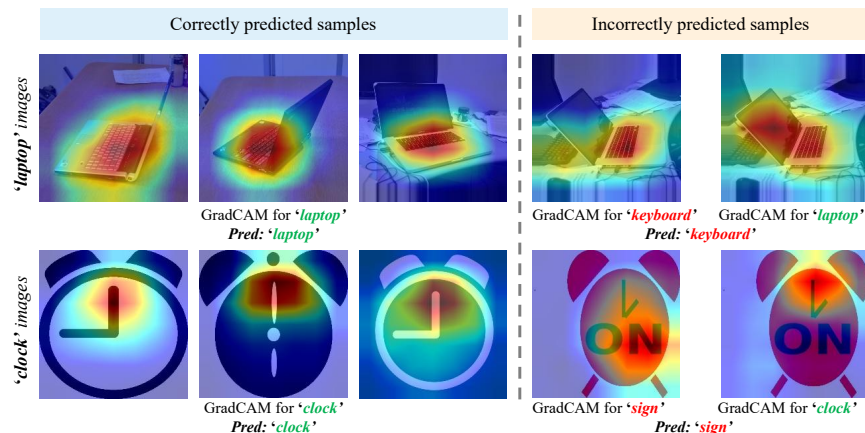 Correctly predicted samples
Incorrectly predicted samples
'laptop' images
GradCAM for 'laptop'
Pred: 'laptop'
GradCAM for 'keyboard'
GradCAM for 'laptop'
Pred: 'keyboard'
'clock' images
ON
ON
GradCAM for 'clock'
Pred: 'clock'
GradCAM for 'sign'
GradCAM for 'clock'
Pred: 'sign'